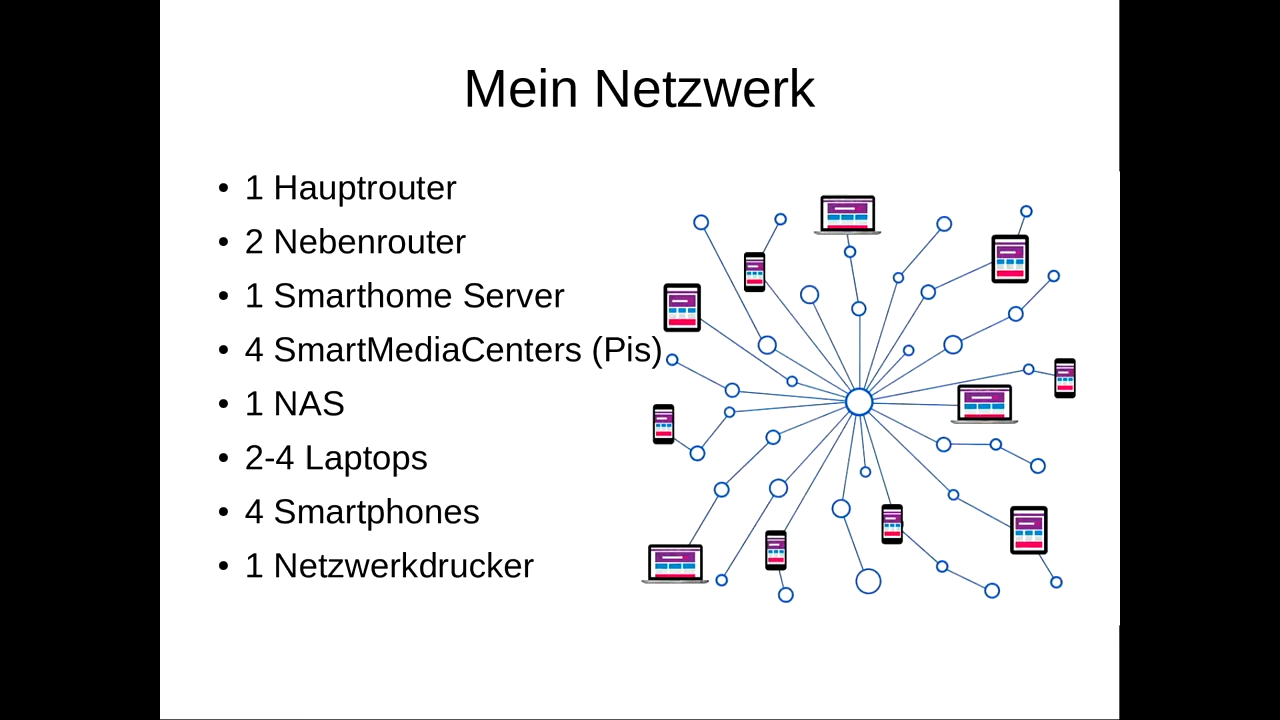 Mein Netzwerk
• 1 Hauptrouter
• 2 Nebenrouter
• 1 Smarthome Server
• 4 SmartMediaCenters (Pis)
• 1 NAS
• 2-4 Laptops
• 4 Smartphones
• 1 Netzwerkdrucker